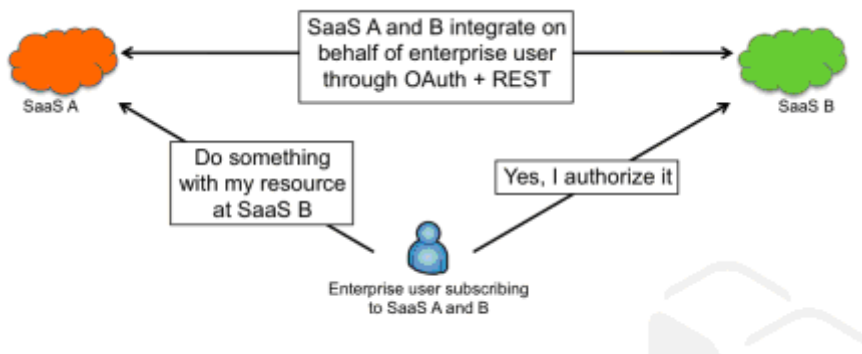 SaaS A and B integrate on
behalf of enterprise user
through OAuth + REST
SaaS A
SaaS B
Do something
with my resource
at SaaS B
Yes, I authorize it
Enterprise user subscribing
to SaaS A and B